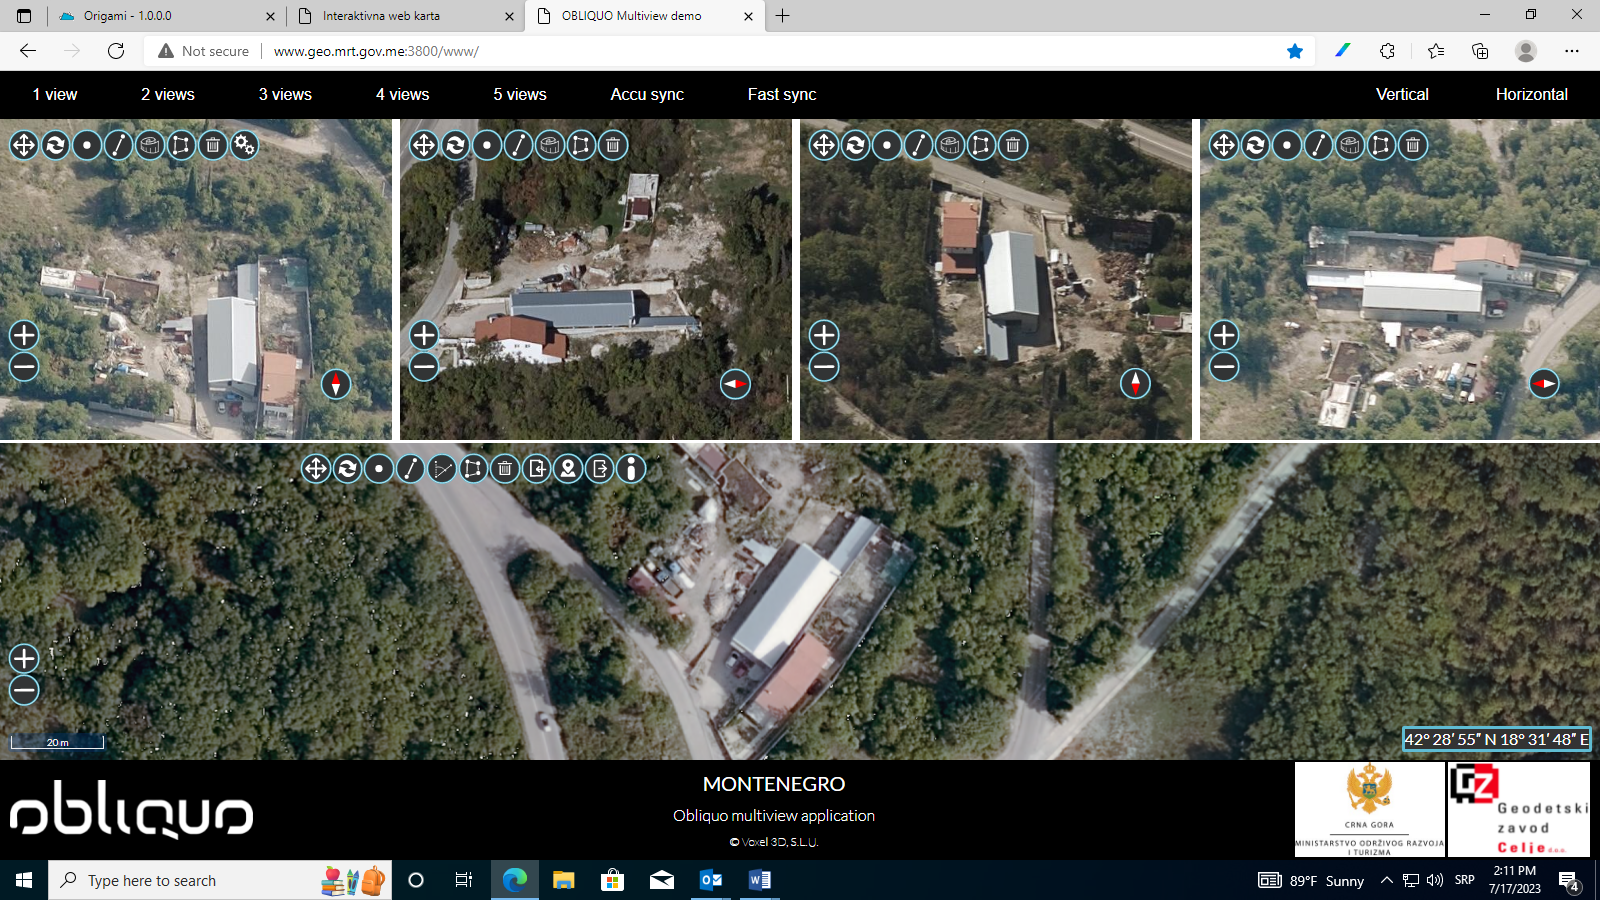 Origami - 1.0.0.0
Interaktivna web karta
OBLIQUO Multiview demo
Not secure
www.geo.mrt.gov.me:3800/www/
1 view 2 views 3 views 4 views 5 views Accu sync Fast sync Vertical Horizontal
20 m
42° 28' 55" N 18° 31' 48" E
obliquo
MONTENEGRO
Obliquo multiview application
© Voxel 3D, S.L.U.
CRNA GORA
MINISTARSTVO ODRŽIVOG RAZVOJA
I TURIZMA
GZ
Geodetski
zavod
Celje d.o.o.
Type here to search
89°F Sunny
SRP
2:11 PM
7/17/2023
4